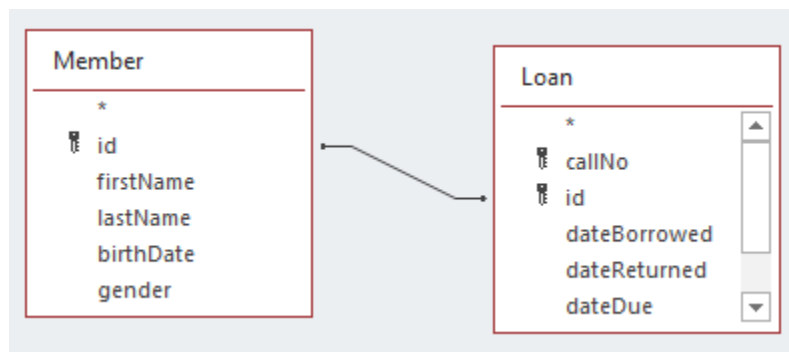 Member
*
id
firstName
lastName
birthDate
gender
Loan
*
callNo
id
dateBorrowed
dateReturned
dateDue